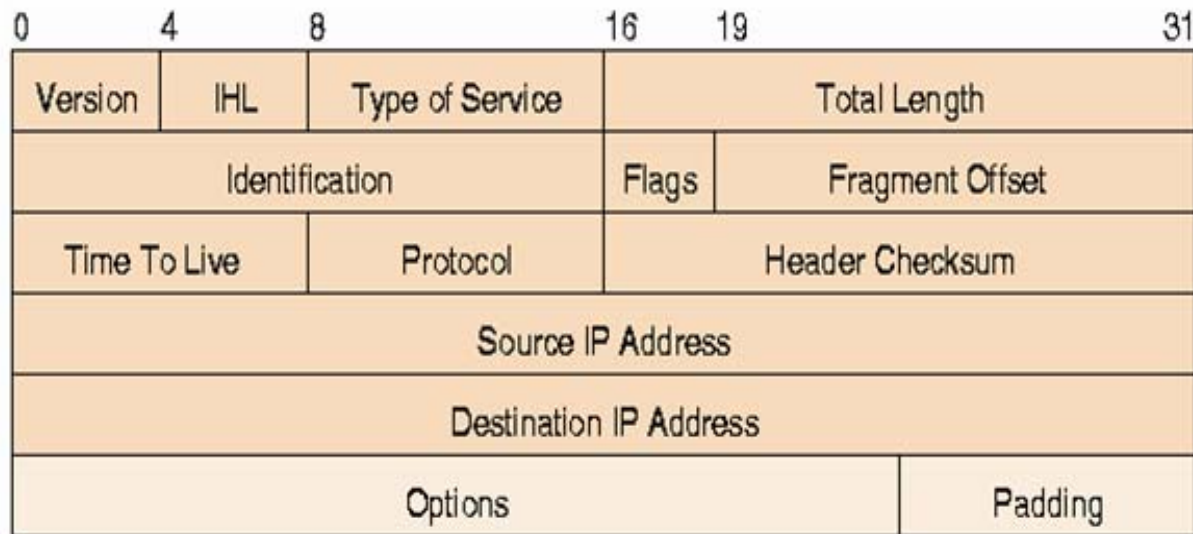 0 4 8 16 19 31
Version IHL Type of Service Total Length
Identification Flags Fragment Offset
Time To Live Protocol Header Checksum
Source IP Address
Destination IP Address
Options Padding